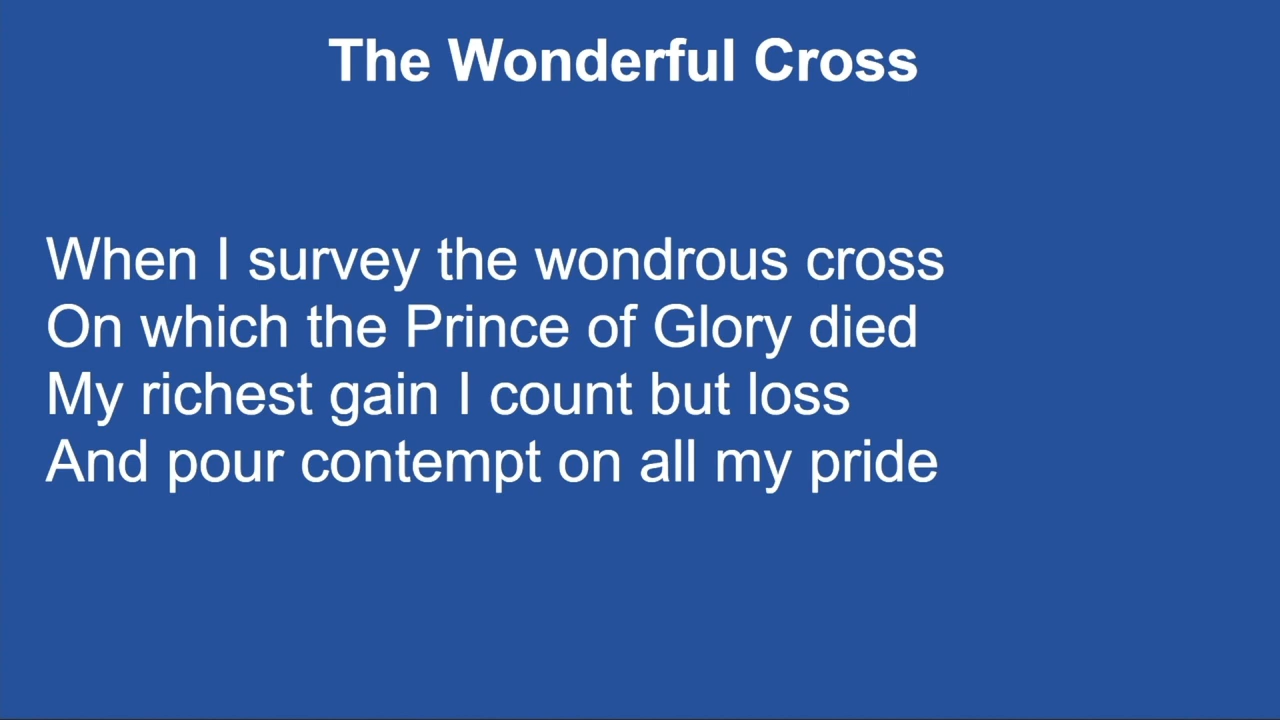 The Wonderful Cross
When I survey the wondrous cross
On which the Prince of Glory died
My richest gain I count but loss
And pour contempt on all my pride